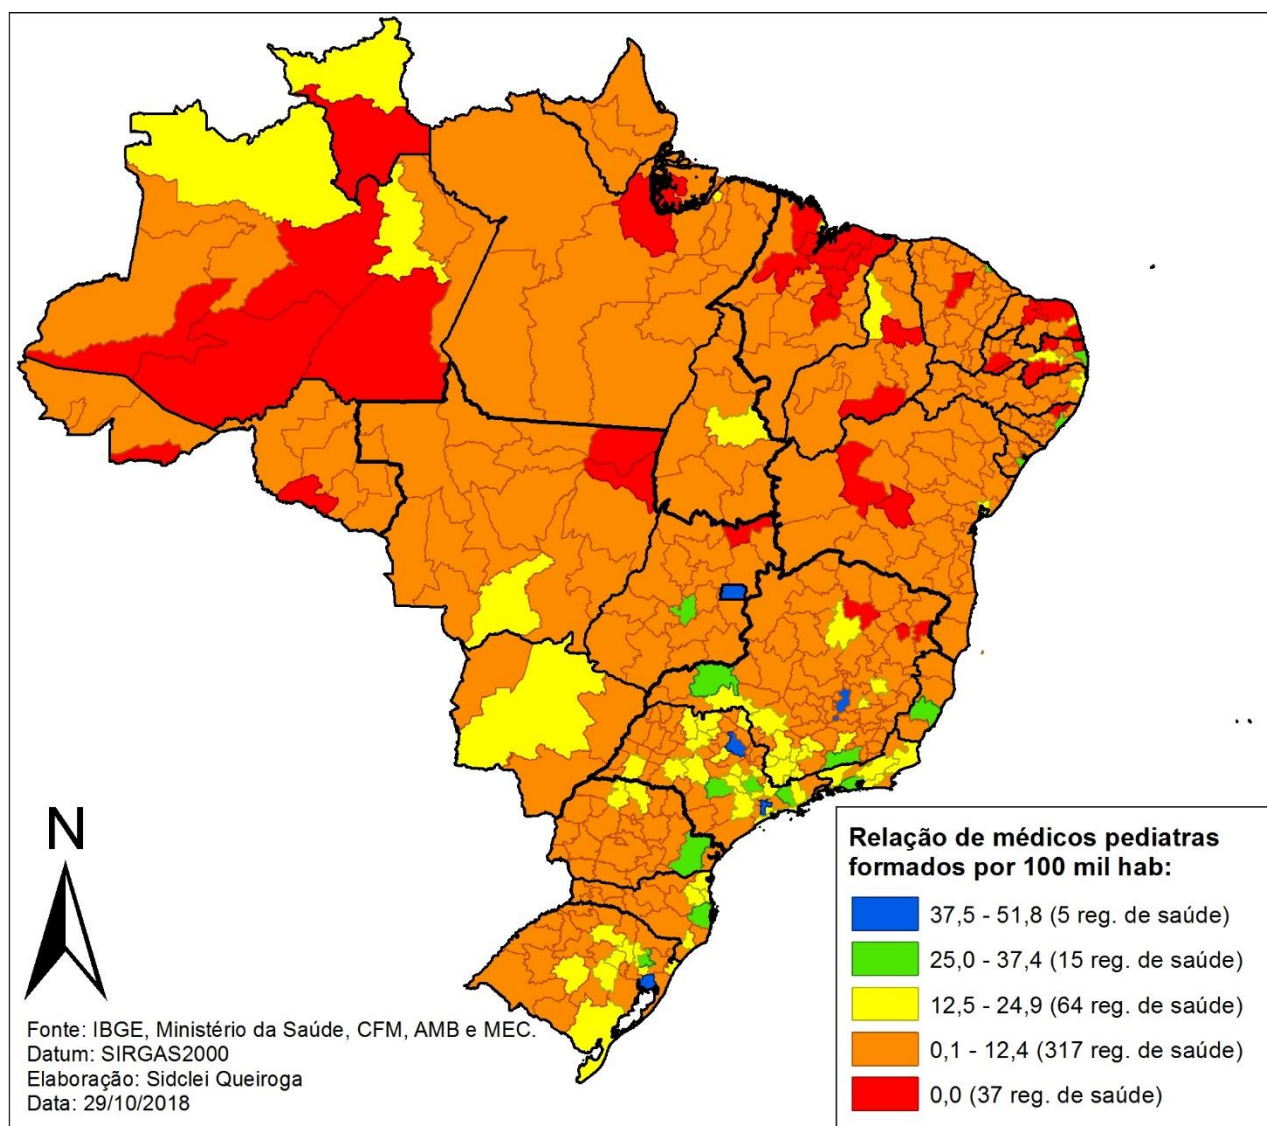 N
Fonte: IBGE, Ministério da Saúde, CFM, AMB e MEC.
Datum: SIRGAS2000
Elaboração: Sidclei Queiroga
Data: 29/10/2018
Relação de médicos pediatras
formados por 100 mil hab:
37,5 - 51,8 (5 reg. de saúde)
25,0 - 37,4 (15 reg. de saúde)
12,5 - 24,9 (64 reg. de saúde)
0,1 - 12,4 (317 reg. de saúde)
0,0 (37 reg. de saúde)